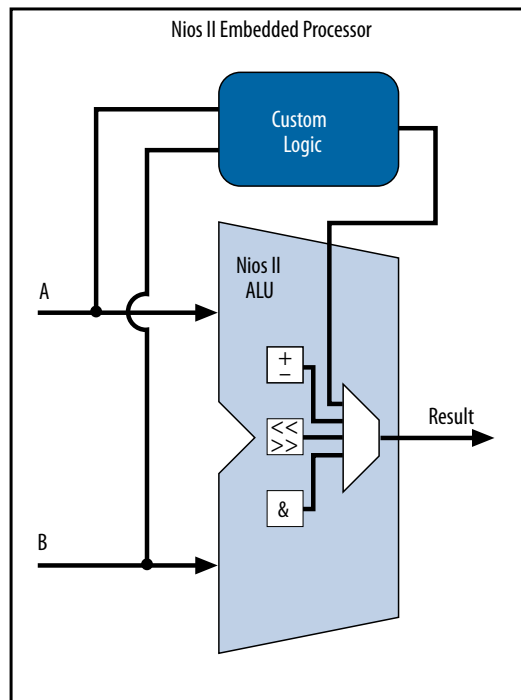 Nios II Embedded Processor
Custom
Logic
Nios II
ALU
A
+
−
<<
>>
Result
&
B